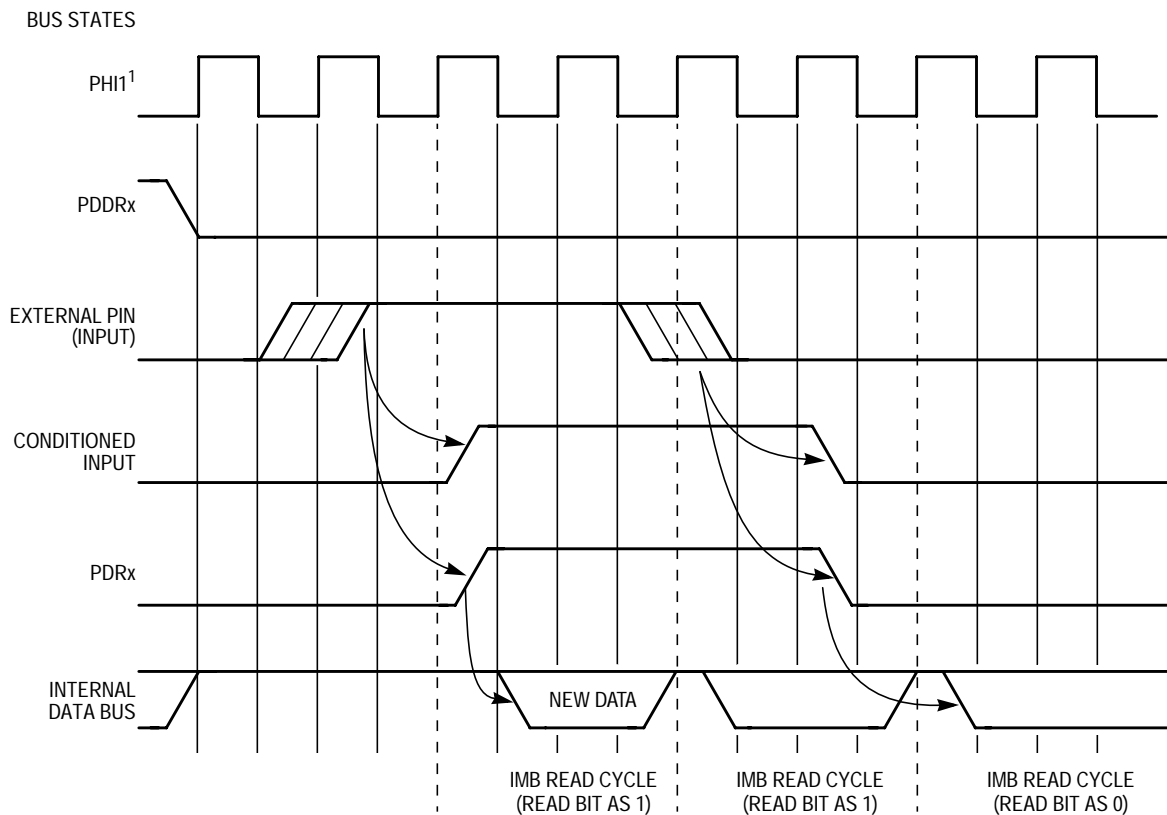 BUS STATES
PHI1¹
PDDRx
EXTERNAL PIN
(INPUT)
CONDITIONED
INPUT
PDRx
INTERNAL
DATA BUS
NEW DATA
IMB READ CYCLE
(READ BIT AS 1)
IMB READ CYCLE
(READ BIT AS 1)
IMB READ CYCLE
(READ BIT AS 0)